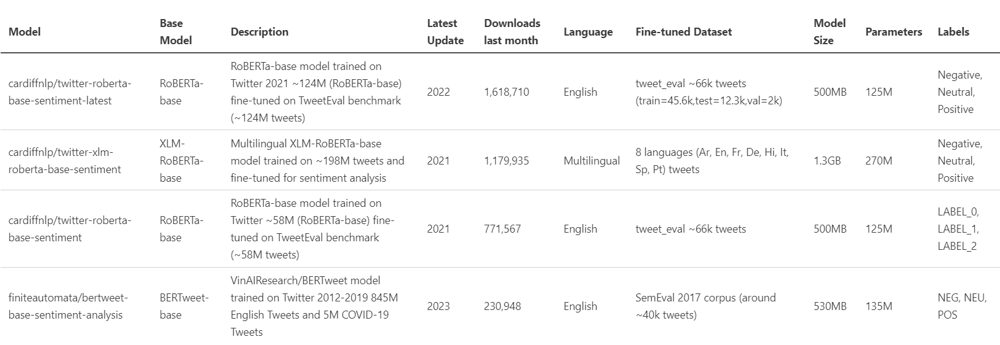 Model
Base
Model
Description
Latest
Update
Downloads
last month
Language
Fine-tuned Dataset
Model
Size
Parameters
Labels
cardiffnlp/twitter-roberta-
base-sentiment-latest
RoBERTa-
base
RoBERTa-base model trained on
Twitter 2021 ~124M (RoBERTa-base)
fine-tuned on TweetEval benchmark
(~124M tweets)
2022
1,618,710
English
tweet_eval ~66k tweets
(train=45.6k,test=12.3k,val=2k)
500MB
125M
Negative,
Neutral,
Positive
cardiffnlp/twitter-xlm-
roberta-base-sentiment
XLM-
RoBERTa-
base
Multilingual XLM-RoBERTa-base
model trained on ~198M tweets and
fine-tuned for sentiment analysis
2021
1,179,935
Multilingual
8 languages (Ar, En, Fr, De, Hi, It,
Sp, Pt) tweets
1.3GB
270M
Negative,
Neutral,
Positive
cardiffnlp/twitter-roberta-
base-sentiment
RoBERTa-
base
RoBERTa-base model trained on
Twitter ~58M (RoBERTa-base) fine-
tuned on TweetEval benchmark
(~58M tweets)
2021
771,567
English
tweet_eval ~66k tweets
500MB
125M
LABEL_0,
LABEL_1,
LABEL_2
finiteautomata/bertweet-
base-sentiment-analysis
BERTweet-
base
VinAIResearch/BERTweet model
trained on Twitter 2012-2019 845M
English Tweets and 5M COVID-19
Tweets
2023
230,948
English
SemEval 2017 corpus (around
~40k tweets)
530MB
135M
NEG, NEU,
POS